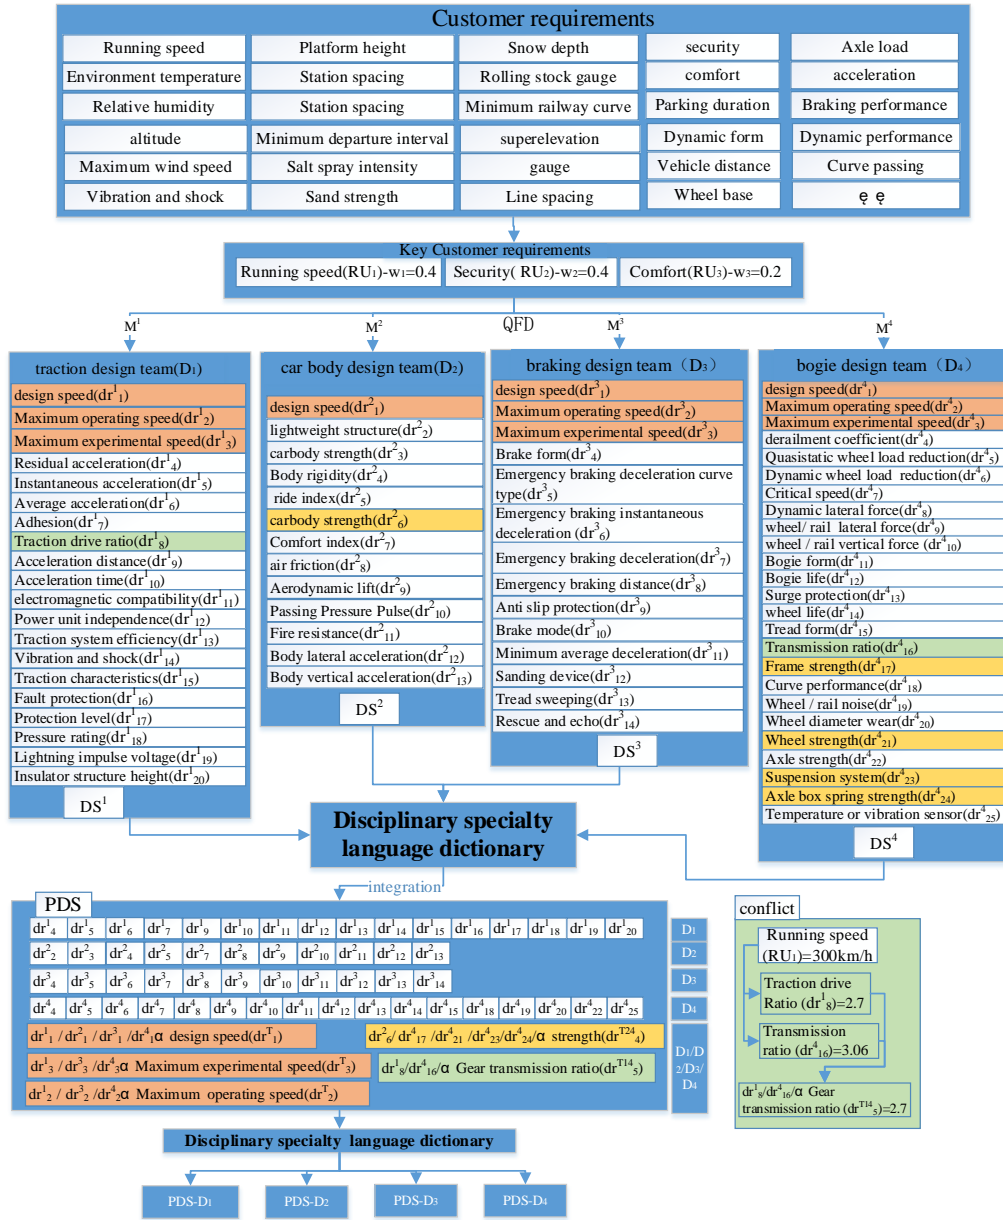 Customer requirements
Running speed Platform height Snow depth security Axle load
Environment temperature Station spacing Rolling stock gauge comfort acceleration
Relative humidity Station spacing Minimum railway curve Parking duration Braking performance
altitude Minimum departure interval superelevation Dynamic form Dynamic performance
Maximum wind speed Salt spray intensity gauge Vehicle distance Curve passing
Vibration and shock Sand strength Line spacing Wheel base ę ę
Key Customer requirements
Running speed(RU₁)-w₁=0.4 Security( RU₂)-w₂=0.4 Comfort(RU₃)-w₃=0.2
QFD
M¹ M² M³ M⁴
traction design team(D₁)
design speed(dr¹₁)
Maximum operating speed(dr¹₂)
Maximum experimental speed(dr¹₃)
Residual acceleration(dr¹₄)
Instantaneous acceleration(dr¹₅)
Average acceleration(dr¹₆)
Adhesion(dr¹₇)
Traction drive ratio(dr¹₈)
Acceleration distance(dr¹₉)
Acceleration time(dr¹₁₀)
electromagnetic compatibility(dr¹₁₁)
Power unit independence(dr¹₁₂)
Traction system efficiency(dr¹₁₃)
Vibration and shock(dr¹₁₄)
Traction characteristics(dr¹₁₅)
Fault protection(dr¹₁₆)
Protection level(dr¹₁₇)
Pressure rating(dr¹₁₈)
Lightning impulse voltage(dr¹₁₉)
Insulator structure height(dr¹₂₀)
DS¹
car body design team(D₂)
design speed(dr²₁)
lightweight structure(dr²₂)
carbody strength(dr²₃)
Body rigidity(dr²₄)
ride index(dr²₅)
carbody strength(dr²₆)
Comfort index(dr²₇)
air friction(dr²₈)
Aerodynamic lift(dr²₉)
Passing Pressure Pulse(dr²₁₀)
Fire resistance(dr²₁₁)
Body lateral acceleration(dr²₁₂)
Body vertical acceleration(dr²₁₃)
DS²
braking design team（D₃）
design speed(dr³₁)
Maximum operating speed(dr³₂)
Maximum experimental speed(dr³₃)
Brake form(dr³₄)
Emergency braking deceleration curve
type(dr³₅)
Emergency braking instantaneous
deceleration (dr³₆)
Emergency braking deceleration(dr³₇)
Emergency braking distance(dr³₈)
Anti slip protection(dr³₉)
Brake mode(dr³₁₀)
Minimum average deceleration(dr³₁₁)
Sanding device(dr³₁₂)
Tread sweeping(dr³₁₃)
Rescue and echo(dr³₁₄)
DS³
bogie design team（D₄）
design speed(dr⁴₁)
Maximum operating speed(dr⁴₂)
Maximum experimental speed(dr⁴₃)
derailment coefficient(dr⁴₄)
Quasistatic wheel load reduction(dr⁴₅)
Dynamic wheel load reduction(dr⁴₆)
Critical speed(dr⁴₇)
Dynamic lateral force(dr⁴₈)
wheel/ rail lateral force(dr⁴₉)
wheel / rail vertical force (dr⁴₁₀)
Bogie form(dr⁴₁₁)
Bogie life(dr⁴₁₂)
Surge protection(dr⁴₁₃)
wheel life(dr⁴₁₄)
Tread form(dr⁴₁₅)
Transmission ratio(dr⁴₁₆)
Frame strength(dr⁴₁₇)
Curve performance(dr⁴₁₈)
Wheel / rail noise(dr⁴₁₉)
Wheel diameter wear(dr⁴₂₀)
Wheel strength(dr⁴₂₁)
Axle strength(dr⁴₂₂)
Suspension system(dr⁴₂₃)
Axle box spring strength(dr⁴₂₄)
Temperature or vibration sensor(dr⁴₂₅)
DS⁴
Disciplinary specialty
language dictionary
integration
PDS
dr¹₄ dr¹₅ dr¹₆ dr¹₇ dr¹₉ dr¹₁₀ dr¹₁₁ dr¹₁₂ dr¹₁₃ dr¹₁₄ dr¹₁₅ dr¹₁₆ dr¹₁₇ dr¹₁₈ dr¹₁₉ dr¹₂₀ D₁
dr²₂ dr²₃ dr²₄ dr²₅ dr²₇ dr²₈ dr²₉ dr²₁₀ dr²₁₁ dr²₁₂ dr²₁₃ D₂
dr³₄ dr³₅ dr³₆ dr³₇ dr³₈ dr³₉ dr³₁₀ dr³₁₁ dr³₁₂ dr³₁₃ dr³₁₄ D₃
dr⁴₄ dr⁴₅ dr⁴₆ dr⁴₇ dr⁴₈ dr⁴₉ dr⁴₁₀ dr⁴₁₁ dr⁴₁₂ dr⁴₁₃ dr⁴₁₄ dr⁴₁₅ dr⁴₁₈ dr⁴₁₉ dr⁴₂₀ dr⁴₂₂ dr⁴₂₅ D₄
dr¹₁ / dr²₁ / dr³₁ / dr⁴₁α design speed(drᵀ₁) dr²₆/ dr⁴₁₇ /dr⁴₂₁ /dr⁴₂₃/dr⁴₂₄/α strength(drᵀ²⁴₄)
dr¹₃ / dr³₃ / dr⁴₃α Maximum experimental speed(drᵀ₃) dr¹₈/dr⁴₁₆/α Gear transmission ratio(drᵀ¹⁴₅)
dr¹₂ / dr³₂ / dr⁴₂α Maximum operating speed(drᵀ₂)
D₁/D
2/D₃/
D₄
conflict
Running speed
(RU₁)=300km/h
Traction drive
Ratio (dr¹₈)=2.7
Transmission
ratio (dr⁴₁₆)=3.06
dr¹₈/dr⁴₁₆/α Gear
transmission ratio (drᵀ¹⁴₅)=2.7
Disciplinary specialty language dictionary
PDS-D₁ PDS-D₂ PDS-D₃ PDS-D₄